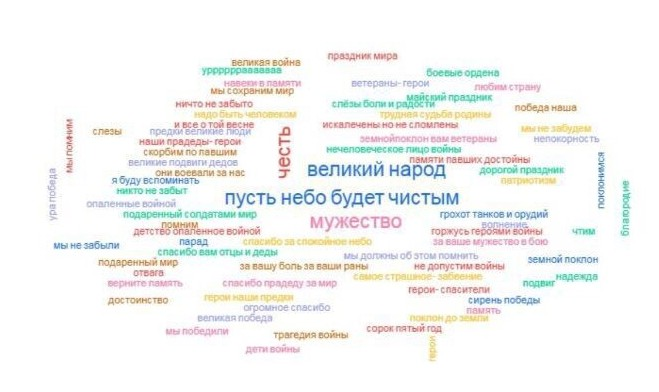 праздник мира
великая война
урррррраааааааа
боевые ордена
навеки в памяти
ветераны- герои
любим страну
мы сохраним мир
майский праздник
ничто не забыто
слёзы боли и радости
победа наша
надо быть человеком
трудная судьба родины
и все о той весне
искалечены но не сломлены
мы не забудем
мы помним
слезы
предки великие люди
честь
землнойпоклон вам ветераны
непокорность
наши прадеды- герои
нечеловеческое лицо войны
скорбим по павшим
памяти павших достойны
великие подвиги дедов
великий народ
дорогой праздник
они воевали за нас
я буду вспоминать
патриотизм
поклонимся
никто не забыт
ура победа
пусть небо будет чистым
благородие
опаленные войной
подаренный солдатами мир
мужество
грохот танков и орудий
помним
волнение
детство опалённое войной
горжусь героями войны
чтим
мы не забыли
парад
спасибо за спокойное небо
за ваше мужество в бою
спасибо вам отцы и деды
мы должны об этом помнить
земной поклон
подаренный мир
за вашу боль за ваши раны
не допустим войны
отвага
самое страшное- забвение
надежда
верните память
спасибо прадеду за мир
подвиг
герои- спасители
достоинство
герои наши предки
сирень победы
огромное спасибо
память
великая победа
поклон до земли
мы победили
сорок пятый год
трагедия войны
герои
дети войны